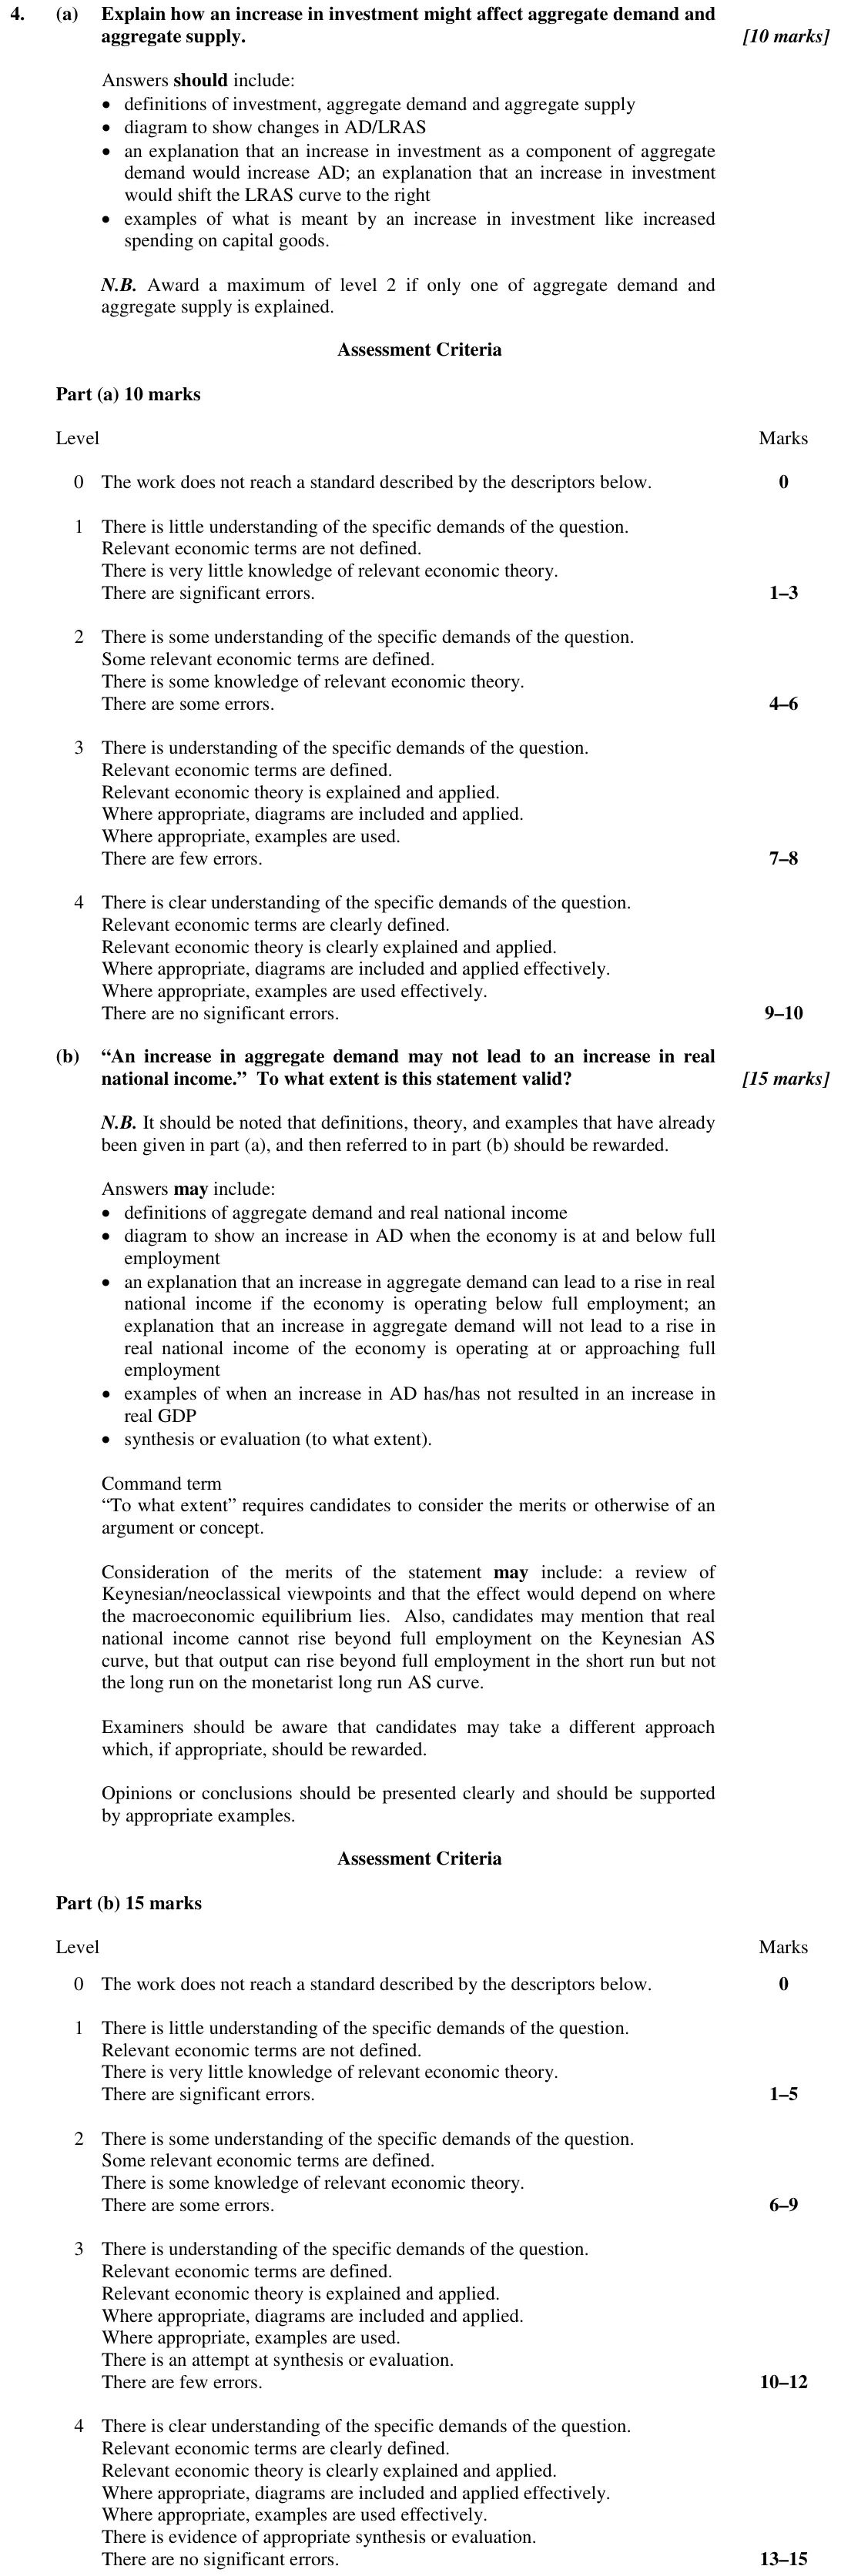 4. (a) Explain how an increase in investment might affect aggregate demand and
aggregate supply. [10 marks]
Answers should include:
• definitions of investment, aggregate demand and aggregate supply
• diagram to show changes in AD/LRAS
• an explanation that an increase in investment as a component of aggregate
demand would increase AD; an explanation that an increase in investment
would shift the LRAS curve to the right
• examples of what is meant by an increase in investment like increased
spending on capital goods.
N.B. Award a maximum of level 2 if only one of aggregate demand and
aggregate supply is explained.
Assessment Criteria
Part (a) 10 marks
Level Marks
0 The work does not reach a standard described by the descriptors below. 0
1 There is little understanding of the specific demands of the question.
Relevant economic terms are not defined.
There is very little knowledge of relevant economic theory.
There are significant errors. 1–3
2 There is some understanding of the specific demands of the question.
Some relevant economic terms are defined.
There is some knowledge of relevant economic theory.
There are some errors. 4–6
3 There is understanding of the specific demands of the question.
Relevant economic terms are defined.
Relevant economic theory is explained and applied.
Where appropriate, diagrams are included and applied.
Where appropriate, examples are used.
There are few errors. 7–8
4 There is clear understanding of the specific demands of the question.
Relevant economic terms are clearly defined.
Relevant economic theory is clearly explained and applied.
Where appropriate, diagrams are included and applied effectively.
Where appropriate, examples are used effectively.
There are no significant errors. 9–10
(b) “An increase in aggregate demand may not lead to an increase in real
national income.” To what extent is this statement valid? [15 marks]
N.B. It should be noted that definitions, theory, and examples that have already
been given in part (a), and then referred to in part (b) should be rewarded.
Answers may include:
• definitions of aggregate demand and real national income
• diagram to show an increase in AD when the economy is at and below full
employment
• an explanation that an increase in aggregate demand can lead to a rise in real
national income if the economy is operating below full employment; an
explanation that an increase in aggregate demand will not lead to a rise in
real national income of the economy is operating at or approaching full
employment
• examples of when an increase in AD has/has not resulted in an increase in
real GDP
• synthesis or evaluation (to what extent).
Command term
“To what extent” requires candidates to consider the merits or otherwise of an
argument or concept.
Consideration of the merits of the statement may include: a review of
Keynesian/neoclassical viewpoints and that the effect would depend on where
the macroeconomic equilibrium lies. Also, candidates may mention that real
national income cannot rise beyond full employment on the Keynesian AS
curve, but that output can rise beyond full employment in the short run but not
the long run on the monetarist long run AS curve.
Examiners should be aware that candidates may take a different approach
which, if appropriate, should be rewarded.
Opinions or conclusions should be presented clearly and should be supported
by appropriate examples.
Assessment Criteria
Part (b) 15 marks
Level Marks
0 The work does not reach a standard described by the descriptors below. 0
1 There is little understanding of the specific demands of the question.
Relevant economic terms are not defined.
There is very little knowledge of relevant economic theory.
There are significant errors. 1–5
2 There is some understanding of the specific demands of the question.
Some relevant economic terms are defined.
There is some knowledge of relevant economic theory.
There are some errors. 6–9
3 There is understanding of the specific demands of the question.
Relevant economic terms are defined.
Relevant economic theory is explained and applied.
Where appropriate, diagrams are included and applied.
Where appropriate, examples are used.
There is an attempt at synthesis or evaluation.
There are few errors. 10–12
4 There is clear understanding of the specific demands of the question.
Relevant economic terms are clearly defined.
Relevant economic theory is clearly explained and applied.
Where appropriate, diagrams are included and applied effectively.
Where appropriate, examples are used effectively.
There is evidence of appropriate synthesis or evaluation.
There are no significant errors. 13–15